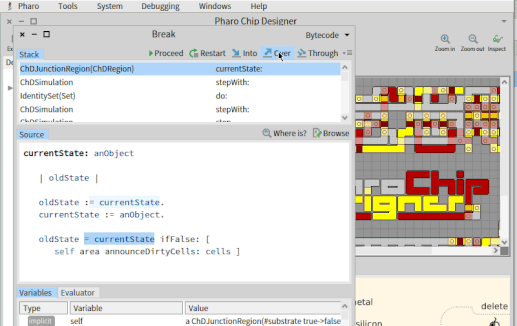 Pharo Tools System Debugging Windows Help
Pharo Chip Designer
Break
Bytecode
Stack
Proceed Restart Into Over Through
Zoom in Zoom out Inspect
ChDJunctionRegion(ChDRegion) currentState:
ChDSimulation stepWith:
IdentitySet(Set) do:
ChDSimulation stepWith:
ChDSimulation step
Source
Where is? Browse
currentState: anObject
| oldState |
oldState := currentState.
currentState := anObject.
oldState = currentState ifFalse: [
self area announceDirtyCells: cells ]
Chip
Variables Evaluator
Type Variable Value
implicit self a ChDJunctionRegion(#substrate true->false
etal
silicon
delete